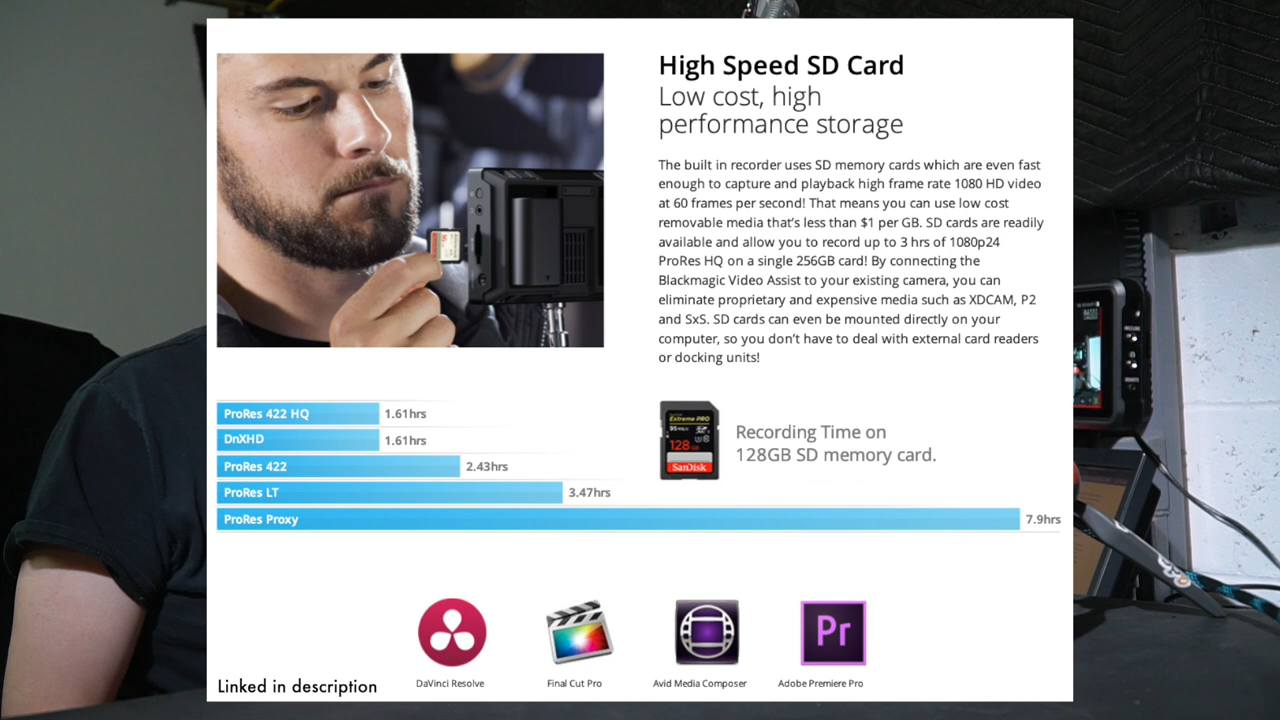 High Speed SD Card
Low cost, high
performance storage
The built in recorder uses SD memory cards which are even fast
enough to capture and playback high frame rate 1080 HD video
at 60 frames per second! That means you can use low cost
removable media that's less than $1 per GB. SD cards are readily
available and allow you to record up to 3 hrs of 1080p24
ProRes HQ on a single 256GB card! By connecting the
Blackmagic Video Assist to your existing camera, you can
eliminate proprietary and expensive media such as XDCAM, P2
and SxS. SD cards can even be mounted directly on your
computer, so you don't have to deal with external card readers
or docking units!
ProRes 422 HQ 1.61hrs
DnXHD 1.61hrs
ProRes 422 2.43hrs
ProRes LT 3.47hrs
ProRes Proxy 7.9hrs
Extreme PRO
95 MB/s
128
SanDisk
Recording Time on
128GB SD memory card.
Pr
DaVinci Resolve Final Cut Pro Avid Media Composer Adobe Premiere Pro
Linked in description